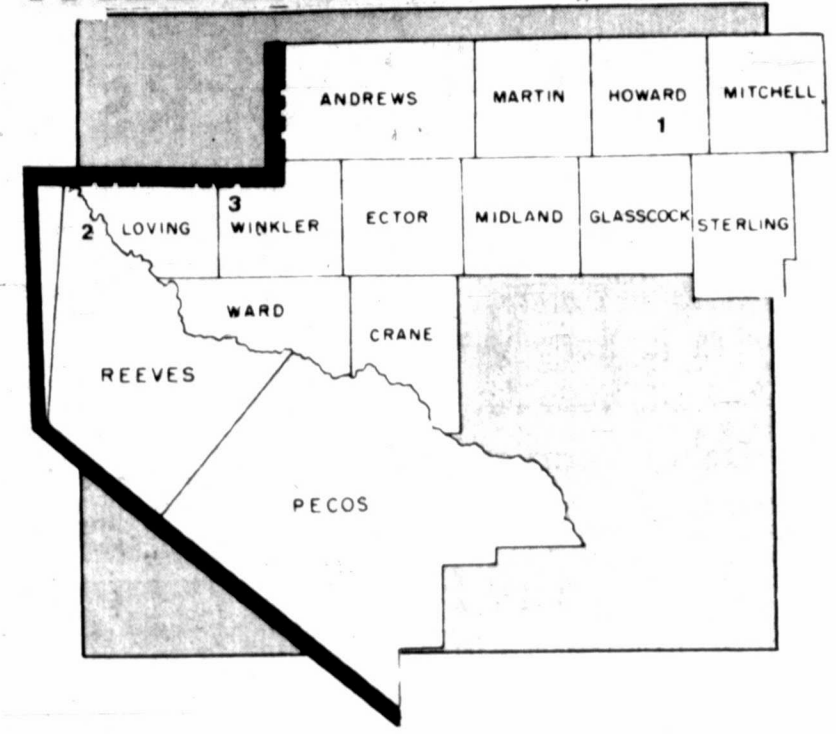 ANDREWS MARTIN HOWARD MITCHELL
1
3
2 LOVING WINKLER ECTOR MIDLAND GLASSCOCK STERLING
WARD
CRANE
REEVES
PECOS